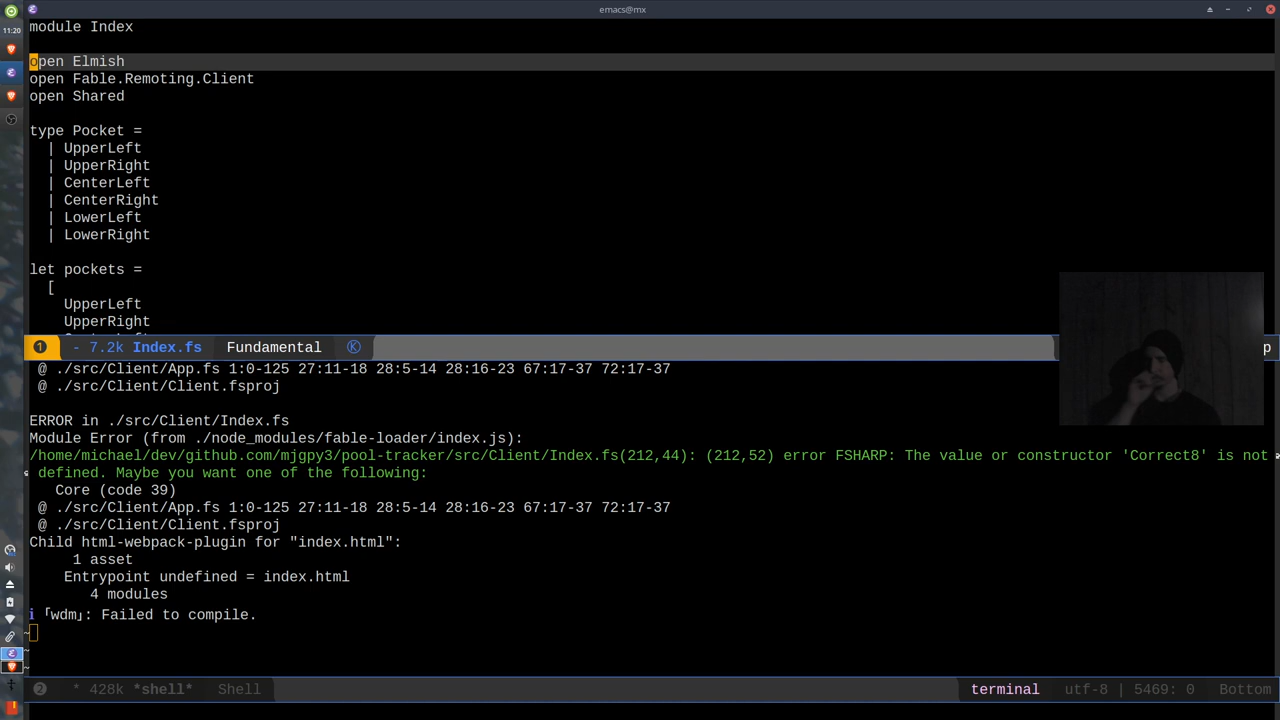 emacs@mx
11:20
module Index
open Elmish
open Fable.Remoting.Client
open Shared
type Pocket =
| UpperLeft
| UpperRight
| CenterLeft
| CenterRight
| LowerLeft
| LowerRight
let pockets =
[
UpperLeft
UpperRight
1 - 7.2k Index.fs Fundamental K
@ ./src/Client/App.fs 1:0-125 27:11-18 28:5-14 28:16-23 67:17-37 72:17-37
@ ./src/Client/Client.fsproj
ERROR in ./src/Client/Index.fs
Module Error (from ./node_modules/fable-loader/index.js):
/home/michael/dev/github.com/mjgpy3/pool-tracker/src/Client/Index.fs(212,44): (212,52) error FSHARP: The value or constructor 'Correct8' is not
defined. Maybe you want one of the following:
Core (code 39)
@ ./src/Client/App.fs 1:0-125 27:11-18 28:5-14 28:16-23 67:17-37 72:17-37
@ ./src/Client/Client.fsproj
Child html-webpack-plugin for "index.html":
1 asset
Entrypoint undefined = index.html
4 modules
i ｢wdm｣: Failed to compile.
2 * 428k *shell* Shell terminal utf-8 | 5469: 0 Bottom